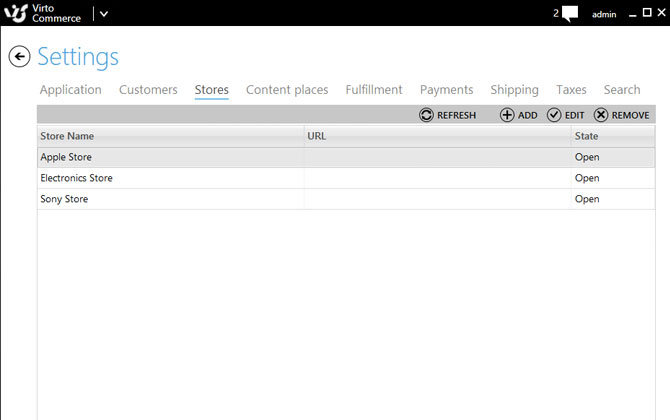 Virto
Commerce
2
admin
Settings
Application Customers Stores Content places Fulfillment Payments Shipping Taxes Search
REFRESH ADD EDIT REMOVE
Store Name URL State
Apple Store Open
Electronics Store Open
Sony Store Open